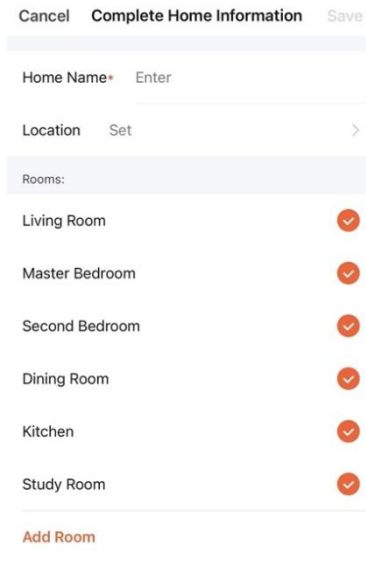 Cancel Complete Home Information Save
Home Name* Enter
Location Set
Rooms:
Living Room
Master Bedroom
Second Bedroom
Dining Room
Kitchen
Study Room
Add Room